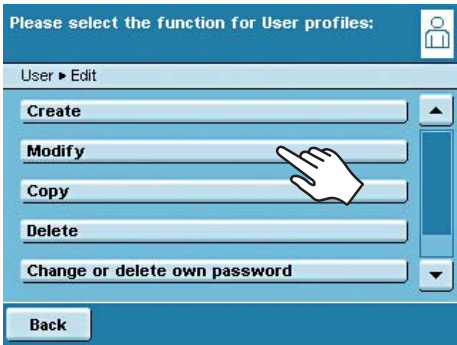 Please select the function for User profiles:
User ▸ Edit
Create
Modify
Copy
Delete
Change or delete own password
Back